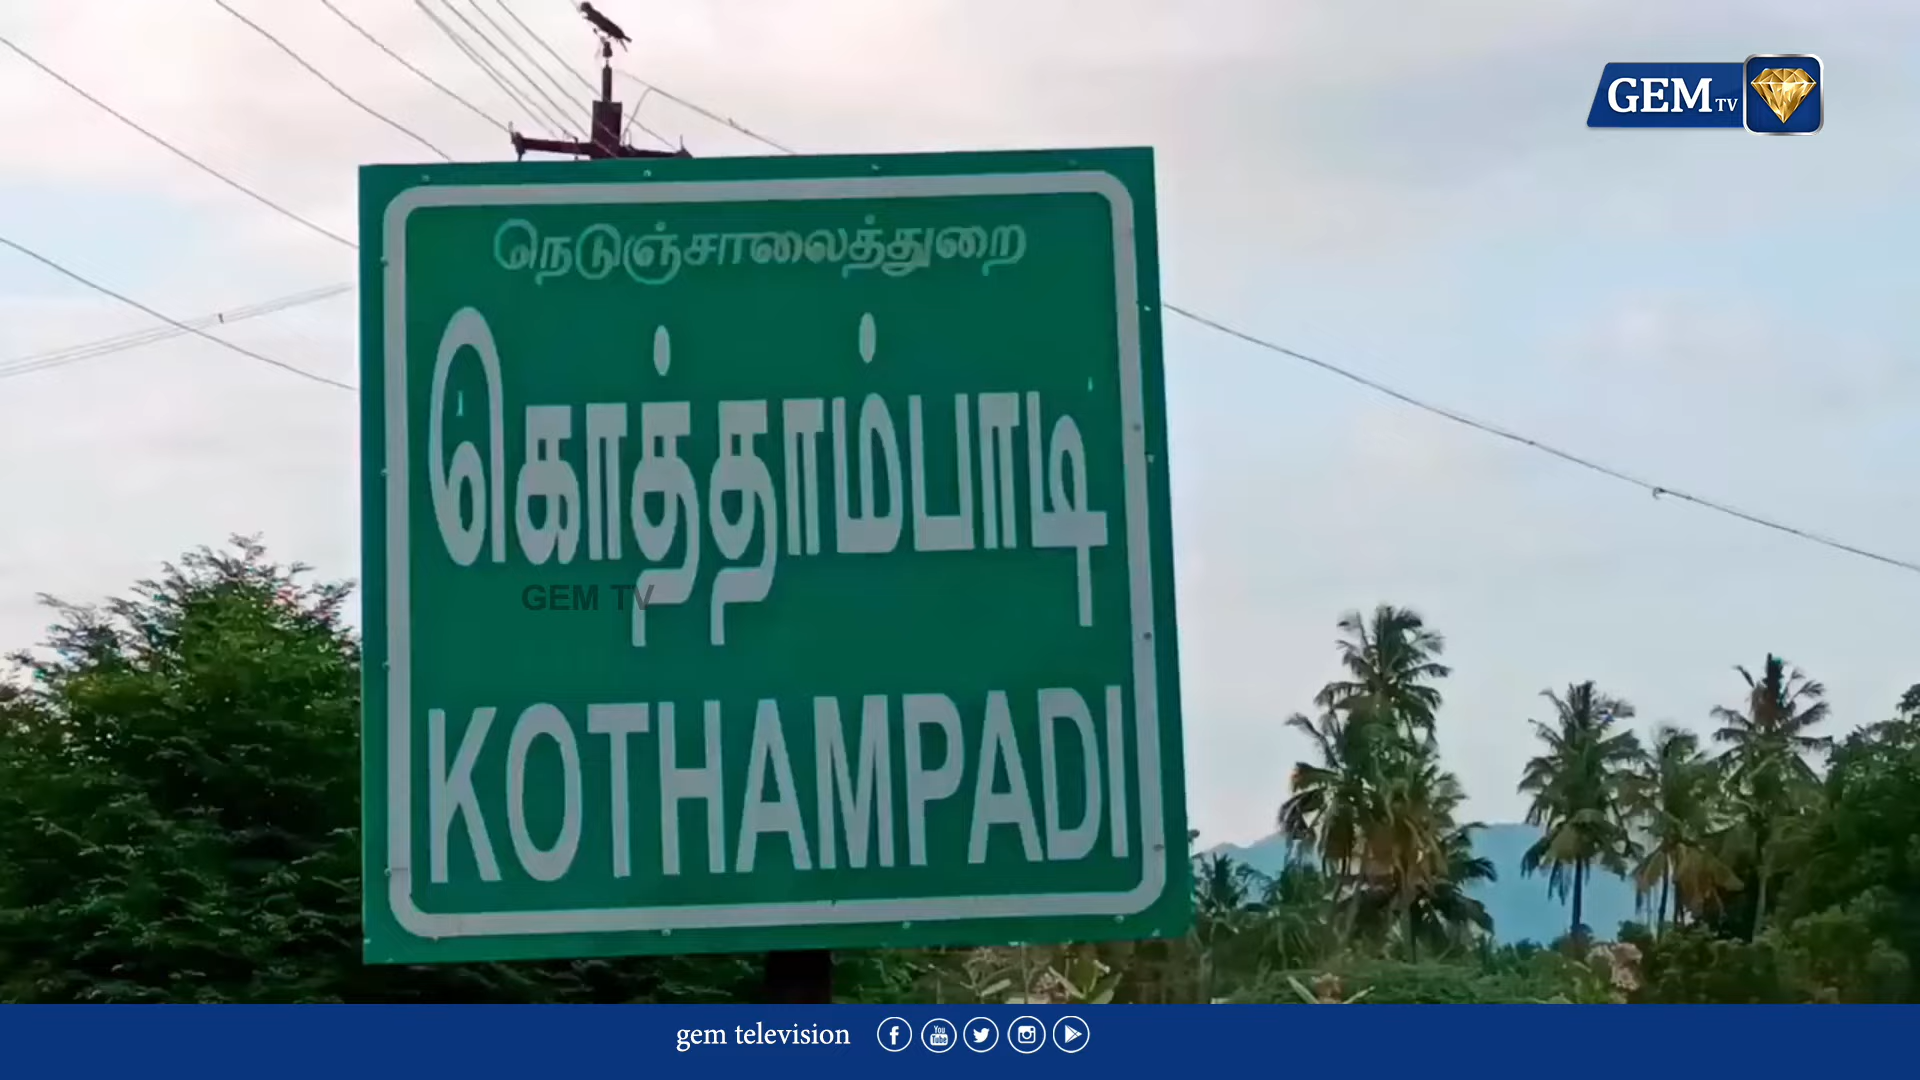 GEM TV
நெடுஞ்சாலைத்துறை
கொத்தாம்பாடி
GEM TV
KOTHAMPADI
gem television